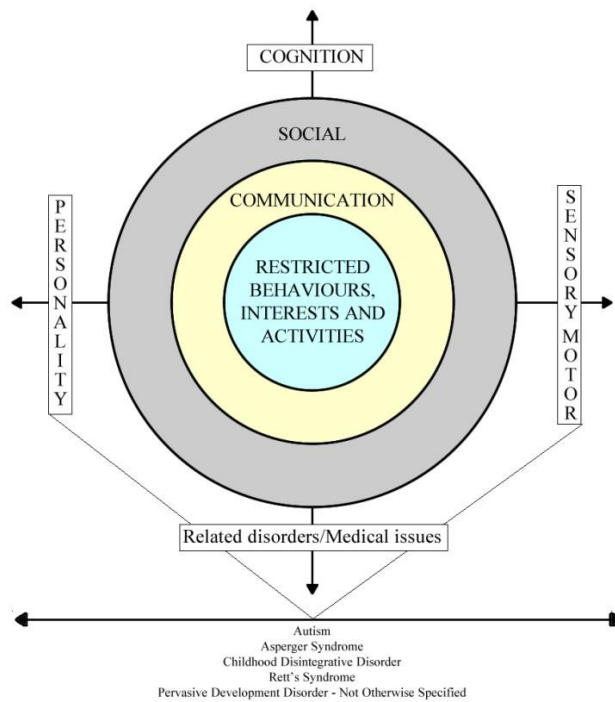 COGNITION
SOCIAL
COMMUNICATION
PERSONALITY
SENSORY MOTOR
RESTRICTED
BEHAVIOURS,
INTERESTS AND
ACTIVITIES
Related disorders/Medical issues
Autism
Asperger Syndrome
Childhood Disintegrative Disorder
Rett's Syndrome
Pervasive Development Disorder - Not Otherwise Specified